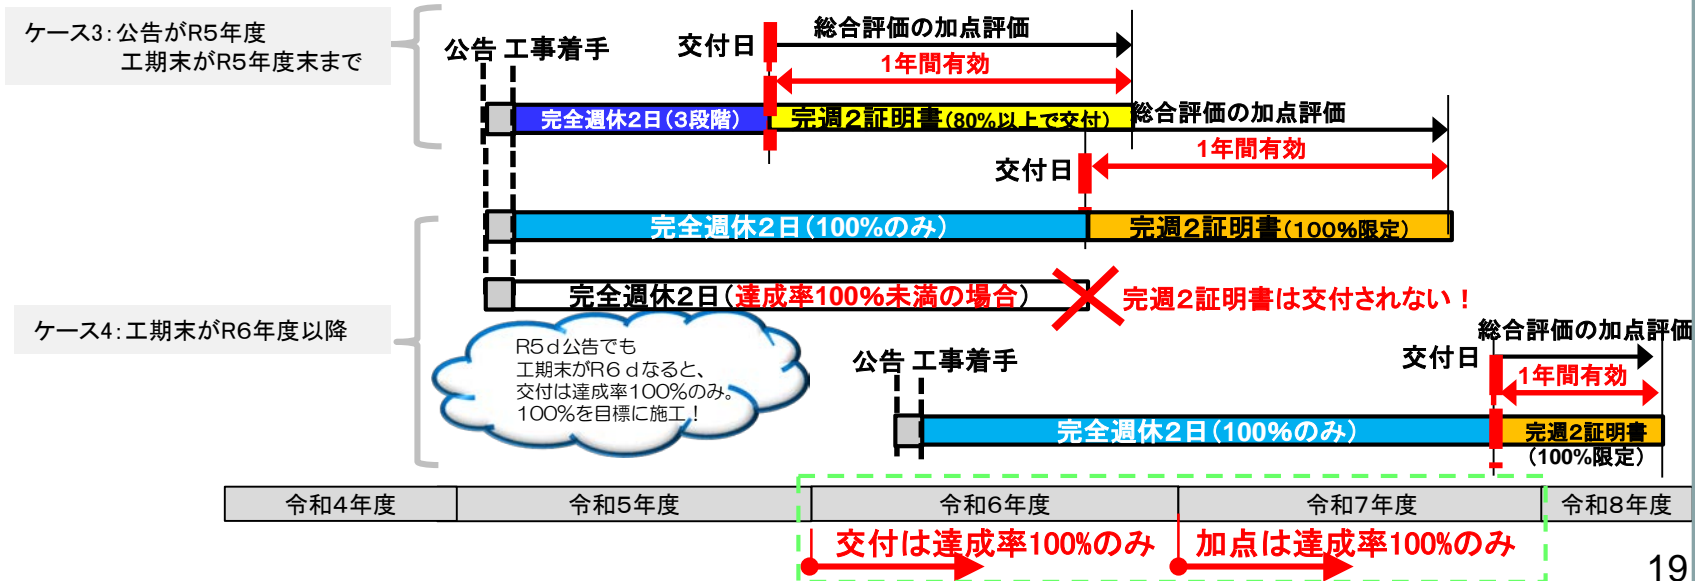 ケース3：公告がR5年度
工期末がR5年度末まで
公告 工事着手
交付日
総合評価の加点評価
1年間有効
完全週休2日(3段階)
完週2証明書(80%以上で交付)
総合評価の加点評価
1年間有効
交付日
完全週休2日(100%のみ)
完週2証明書(100%限定)
完全週休2日(達成率100%未満の場合)
完週2証明書は交付されない！
ケース4：工期末がR6年度以降
R5d公告でも
工期末がR6dなると、
交付は達成率100%のみ。
100%を目標に施工！
公告 工事着手
交付日
総合評価の加点評価
1年間有効
完全週休2日(100%のみ)
完週2証明書
(100%限定)
令和4年度
令和5年度
令和6年度
令和7年度
令和8年度
交付は達成率100%のみ
加点は達成率100%のみ
19